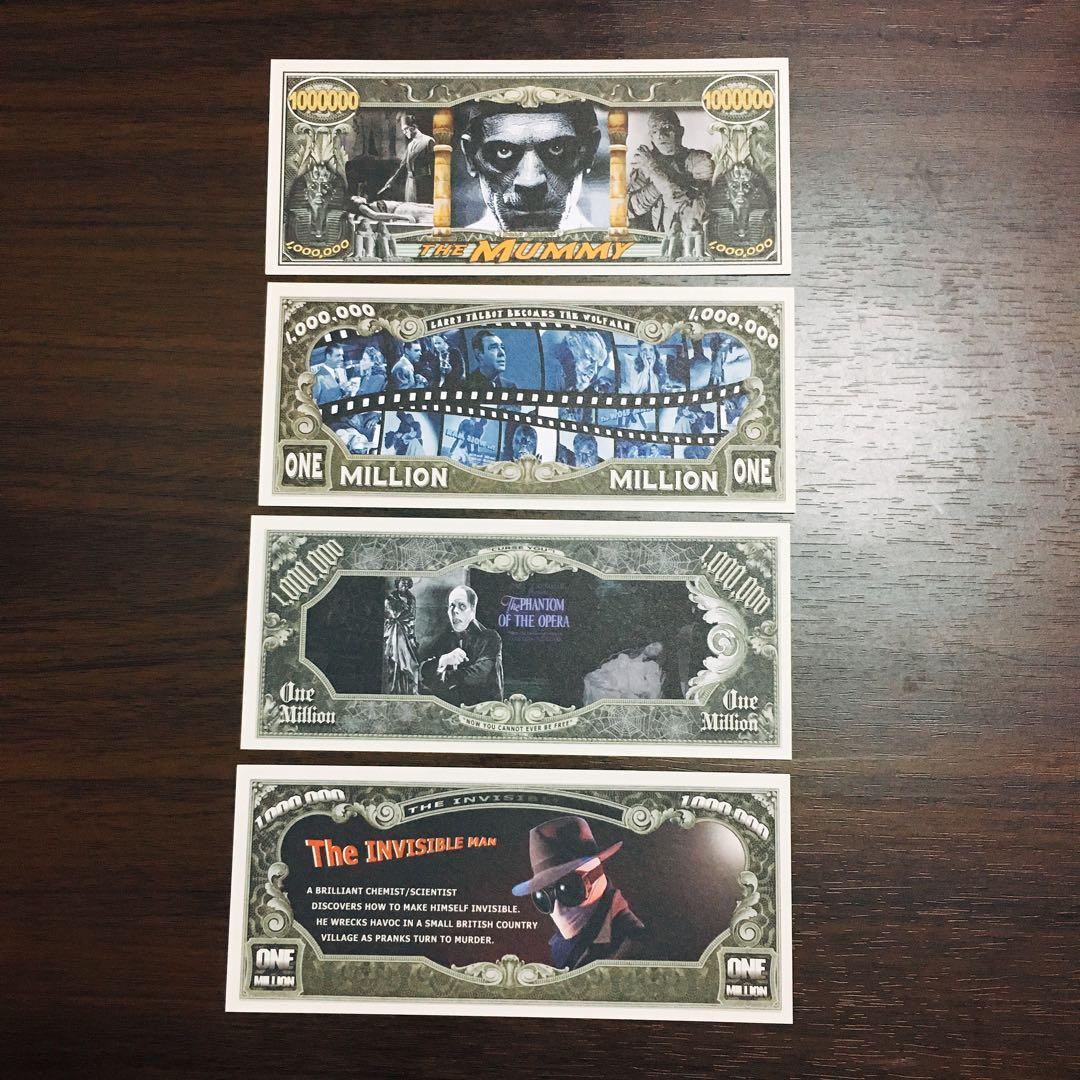 1000000 1000000
1,000,000 1,000,000
THE MUMMY
1,000,000 LARRY TALBOT BECOMES THE WOLFMAN 1,000,000
ONE MILLION MILLION ONE
1,000,000 CURSE YOU! 1,000,000
The PHANTOM
OF THE OPERA
One
Million
One
Million
"NOW YOU CANNOT EVER BE FREE"
1,000,000 THE INVISIB 1,000,000
The INVISIBLE MAN
A BRILLIANT CHEMIST/SCIENTIST
DISCOVERS HOW TO MAKE HIMSELF INVISIBLE.
HE WRECKS HAVOC IN A SMALL BRITISH COUNTRY
VILLAGE AS PRANKS TURN TO MURDER.
ONE
MILLION
ONE
MILLION